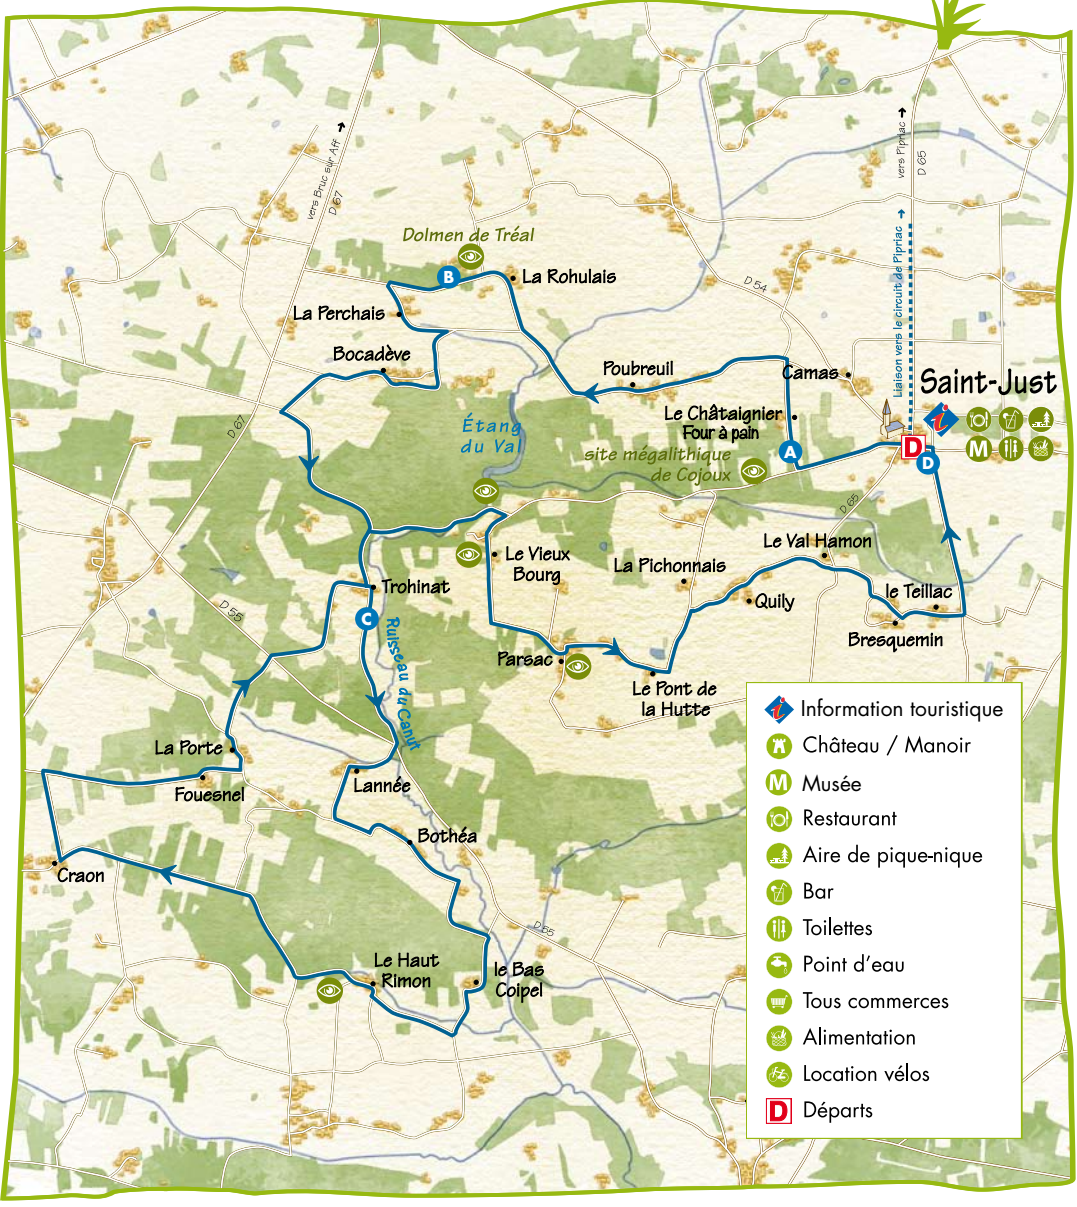 vers Bruc sur Aff
D 67
vers Pipriac
D 65
Liaison vers le circuit de Pipriac
Dolmen de Tréal
B
La Rohulais
D 54
La Perchais
Bocadève
Poubreuil
Camas
Saint-Just
Le Châtaignier
Four à pain
Étang
du Val
D 67
site mégalithique
de Cojoux
A
D
D
M
D 65
Le Vieux
Bourg
Le Val Hamon
La Pichonnais
Trohinat
Quily
le Teillac
D 55
C
Ruisseau du Canut
Bresquemin
Parsac
Le Pont de
la Hutte
La Porte
Fouesnel
Lannée
Bothéa
Craon
D 55
Le Haut
Rimon
le Bas
Coipel
i
Information touristique
Château / Manoir
M
Musée
Restaurant
Aire de pique-nique
Bar
Toilettes
Point d'eau
Tous commerces
Alimentation
Location vélos
D
Départs